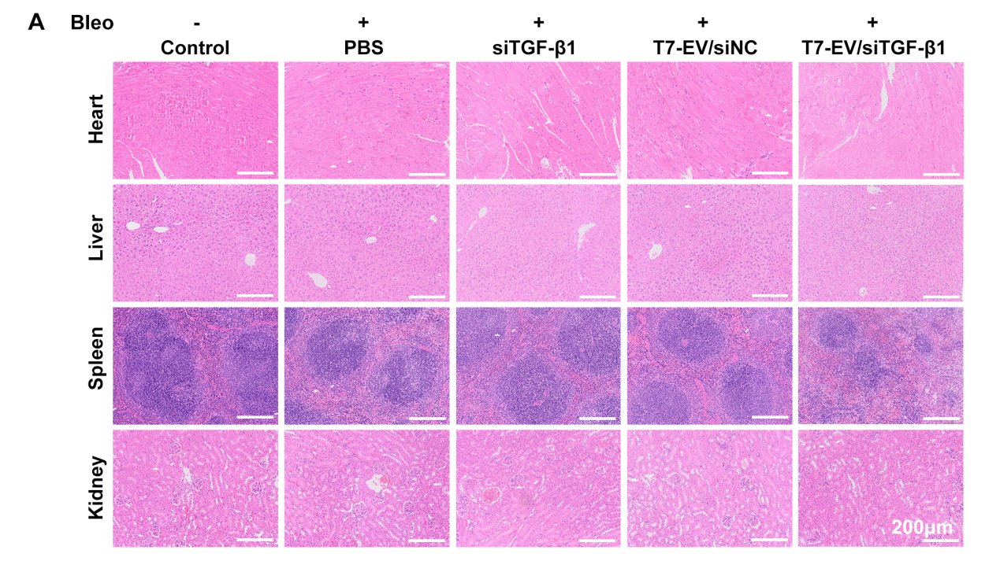 A Bleo - + + + +
Control PBS siTGF-β1 T7-EV/siNC T7-EV/siTGF-β1
Heart
Liver
Spleen
Kidney
200μm